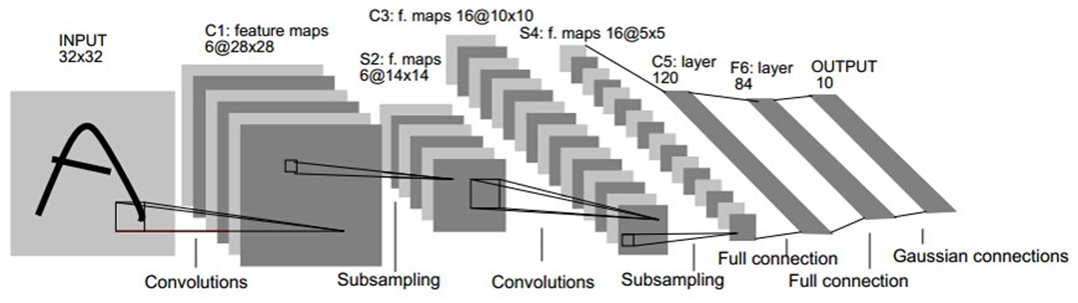 INPUT
32x32
C1: feature maps
6@28x28
S2: f. maps
6@14x14
C3: f. maps 16@10x10
S4: f. maps 16@5x5
C5: layer
120
F6: layer
84
OUTPUT
10
Convolutions
Subsampling
Convolutions
Subsampling
Full connection
Full connection
Gaussian connections